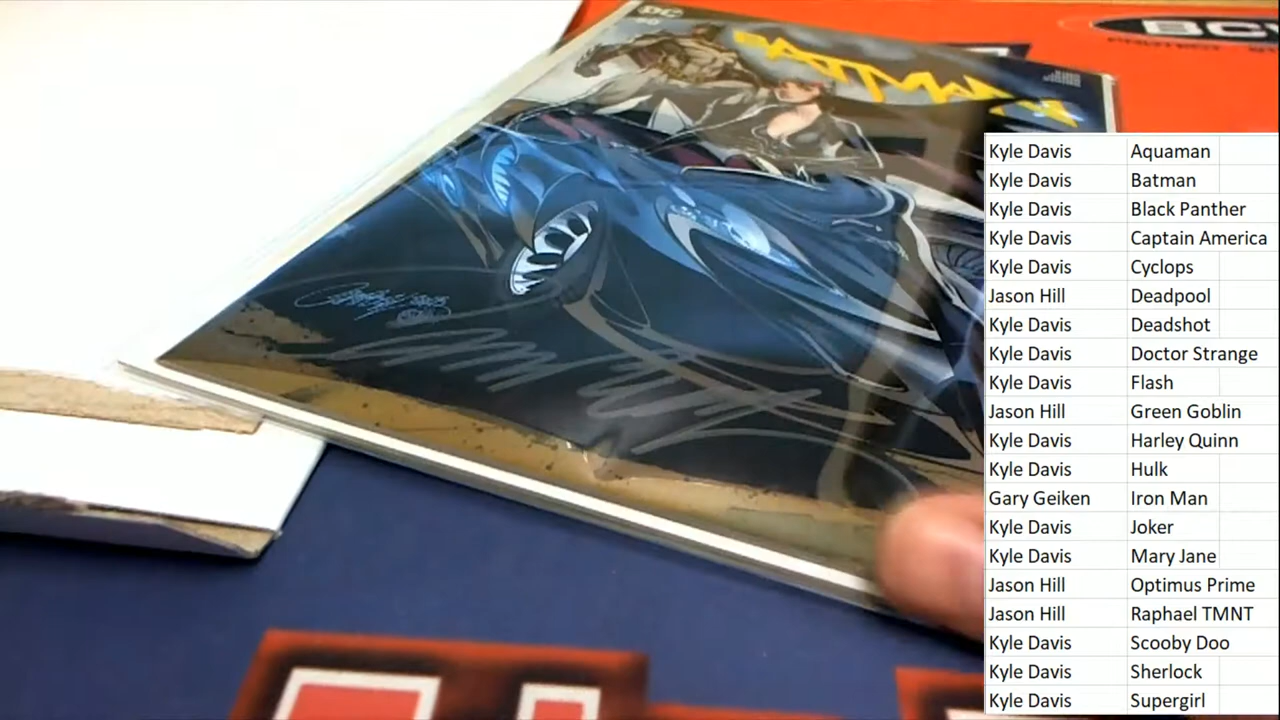 DC
BATMAN
BCW
Kyle Davis Aquaman
Kyle Davis Batman
Kyle Davis Black Panther
Kyle Davis Captain America
Kyle Davis Cyclops
Jason Hill Deadpool
Kyle Davis Deadshot
Kyle Davis Doctor Strange
Kyle Davis Flash
Jason Hill Green Goblin
Kyle Davis Harley Quinn
Kyle Davis Hulk
Gary Geiken Iron Man
Kyle Davis Joker
Kyle Davis Mary Jane
Jason Hill Optimus Prime
Jason Hill Raphael TMNT
Kyle Davis Scooby Doo
Kyle Davis Sherlock
Kyle Davis Supergirl